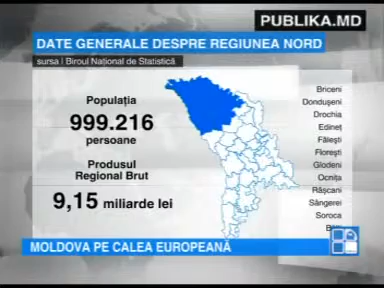 PUBLIKA.MD
DATE GENERALE DESPRE REGIUNEA NORD
sursa | Biroul Național de Statistică
Populația
999.216
persoane
Produsul
Regional Brut
9,15 miliarde lei
Briceni
Dondușeni
Drochia
Edineț
Fălești
Florești
Glodeni
Ocnița
Râșcani
Sângerei
Soroca
MOLDOVA PE CALEA EUROPEANĂ